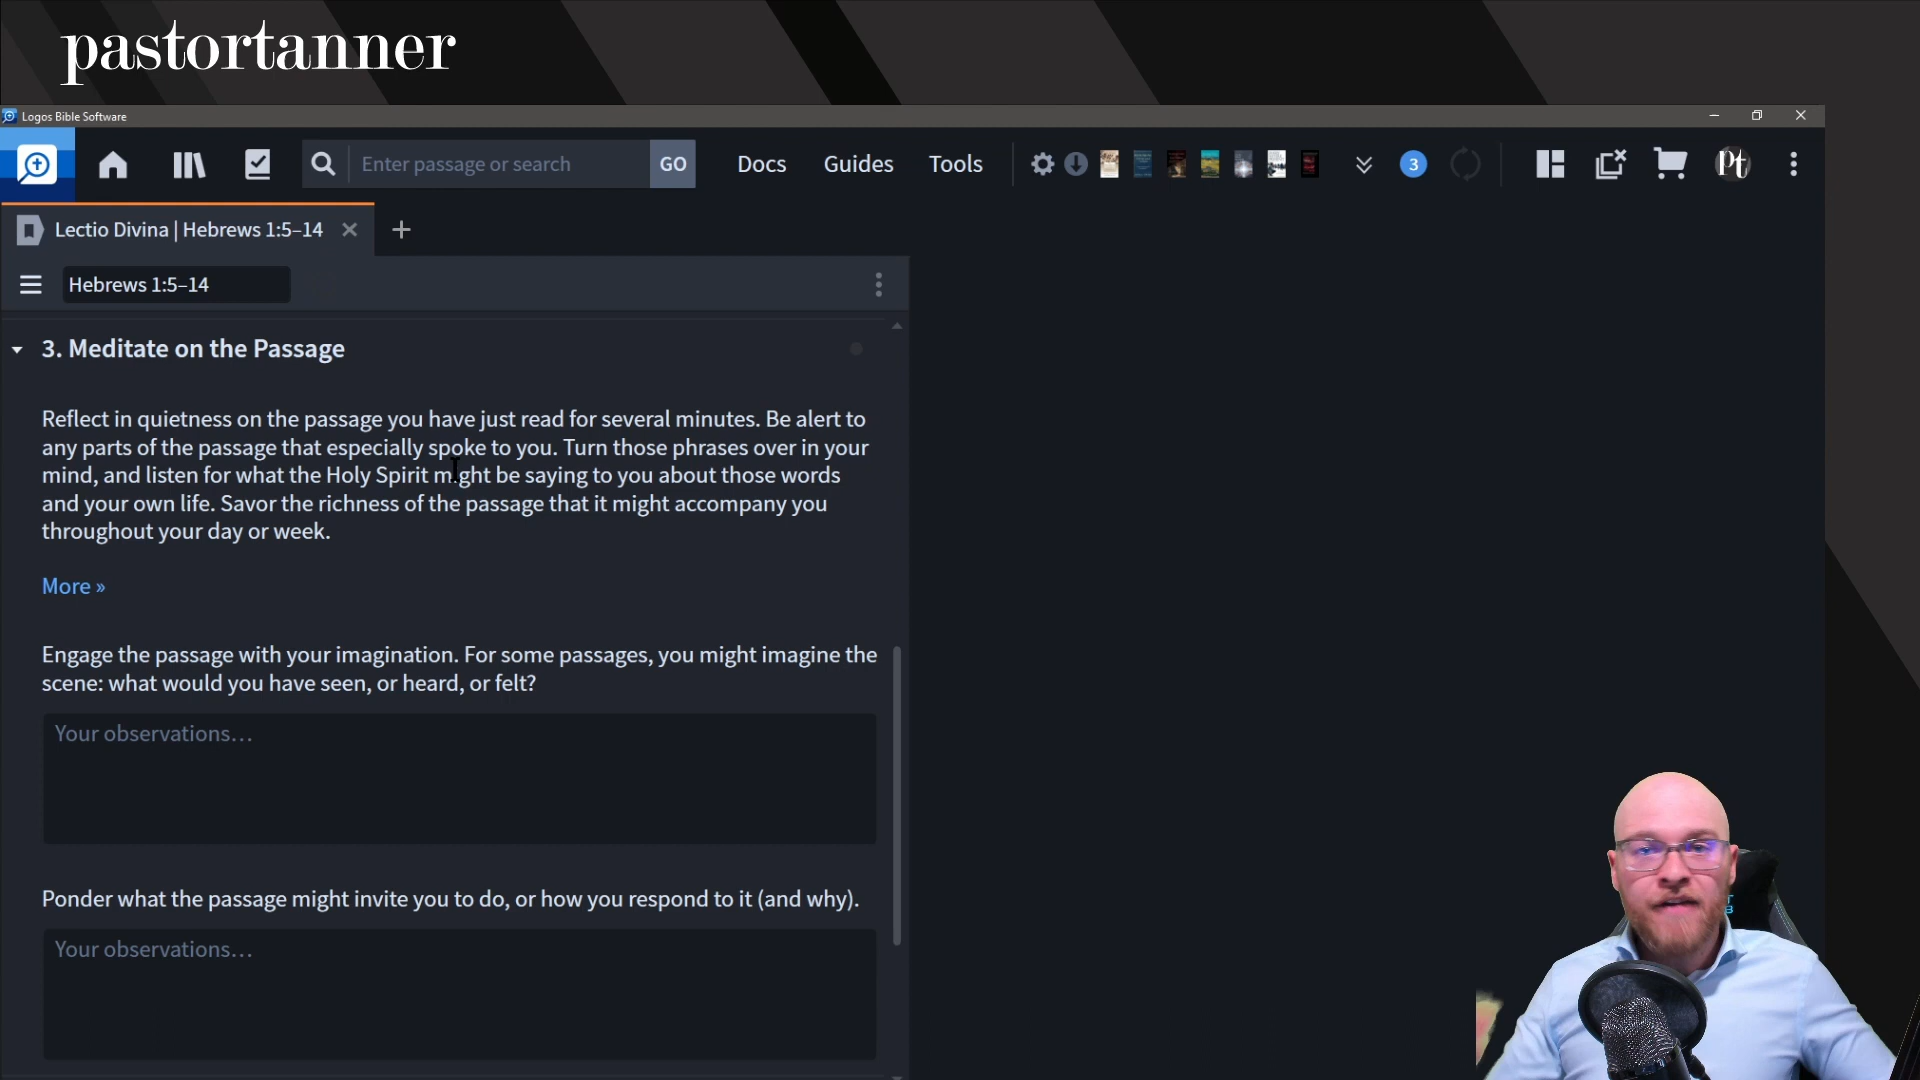 pastortanner
Logos Bible Software
Enter passage or search
GO
Docs
Guides
Tools
3
pt
Lectio Divina | Hebrews 1:5–14
Hebrews 1:5–14
3. Meditate on the Passage
Reflect in quietness on the passage you have just read for several minutes. Be alert to
any parts of the passage that especially spoke to you. Turn those phrases over in your
mind, and listen for what the Holy Spirit might be saying to you about those words
and your own life. Savor the richness of the passage that it might accompany you
throughout your day or week.
More »
Engage the passage with your imagination. For some passages, you might imagine the
scene: what would you have seen, or heard, or felt?
Your observations…
Ponder what the passage might invite you to do, or how you respond to it (and why).
Your observations…